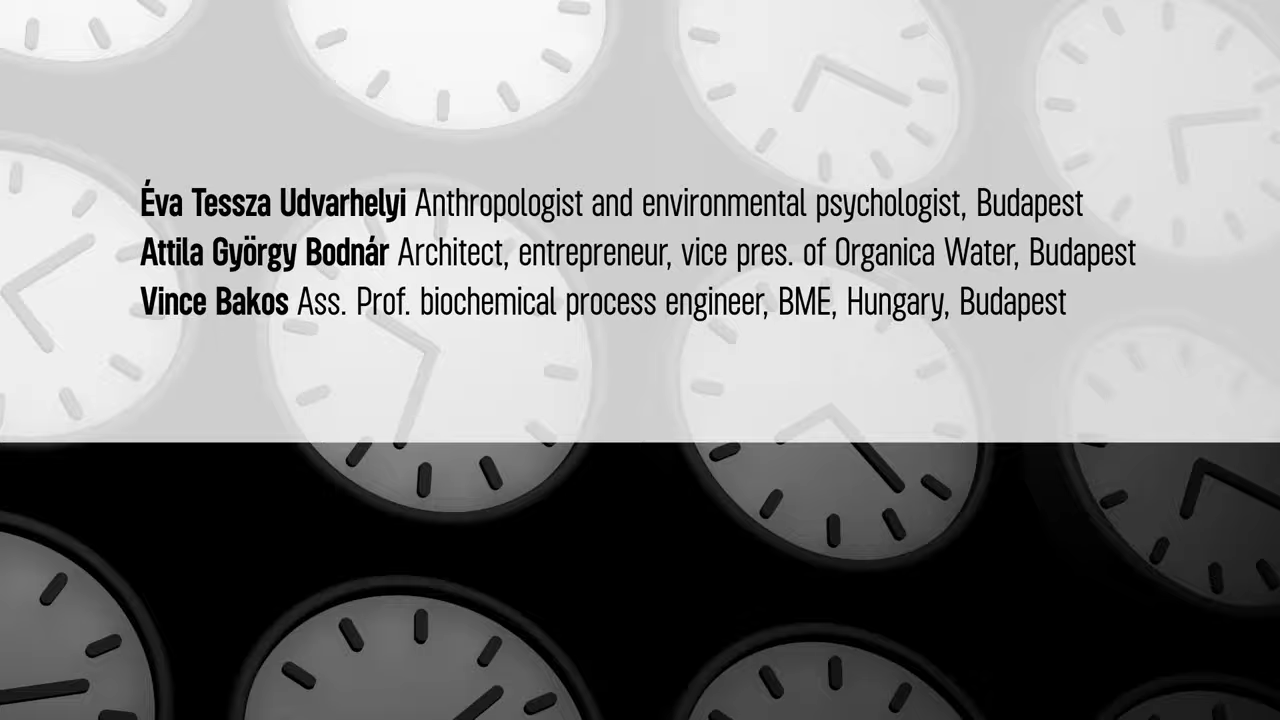 Éva Tessza Udvarhelyi Anthropologist and environmental psychologist, Budapest
Attila György Bodnár Architect, entrepreneur, vice pres. of Organica Water, Budapest
Vince Bakos Ass. Prof. biochemical process engineer, BME, Hungary, Budapest